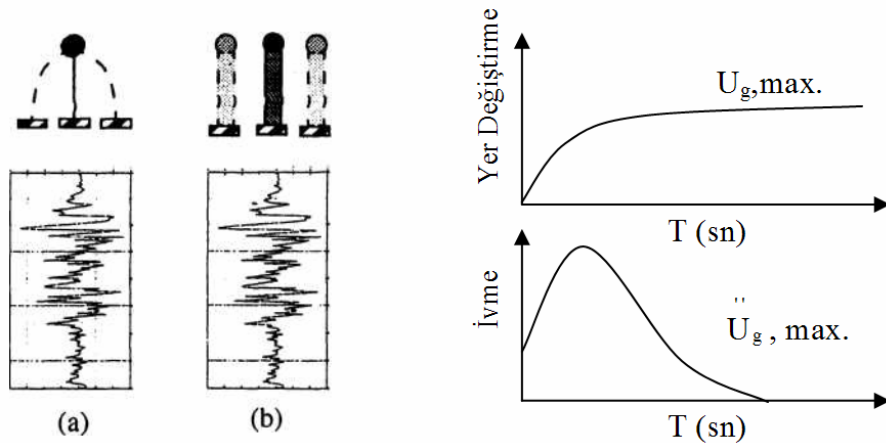 (a)
(b)
Yer Değiştirme
Ug,max.
T (sn)
İvme
Üg , max.
T (sn)